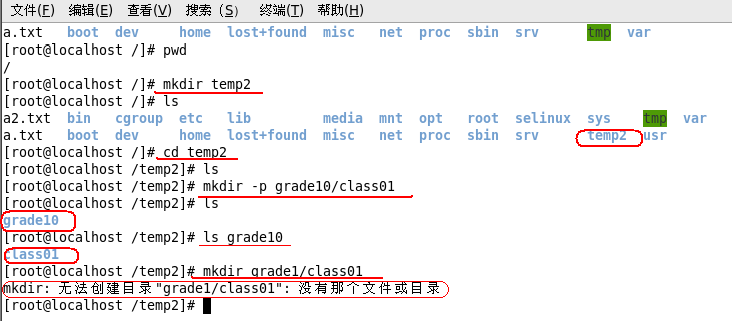 文件(F) 编辑(E) 查看(V) 搜索（S） 终端(T) 帮助(H)
a.txt boot dev home lost+found misc net proc sbin srv tmp var
[root@localhost /]# pwd
/
[root@localhost /]# mkdir temp2
[root@localhost /]# ls
a2.txt bin cgroup etc lib media mnt opt root selinux sys tmp var
a.txt boot dev home lost+found misc net proc sbin srv temp2 usr
[root@localhost /]# cd temp2
[root@localhost /temp2]# ls
[root@localhost /temp2]# mkdir -p grade10/class01
[root@localhost /temp2]# ls
grade10
[root@localhost /temp2]# ls grade10
class01
[root@localhost /temp2]# mkdir grade1/class01
mkdir: 无法创建目录"grade1/class01": 没有那个文件或目录
[root@localhost /temp2]#